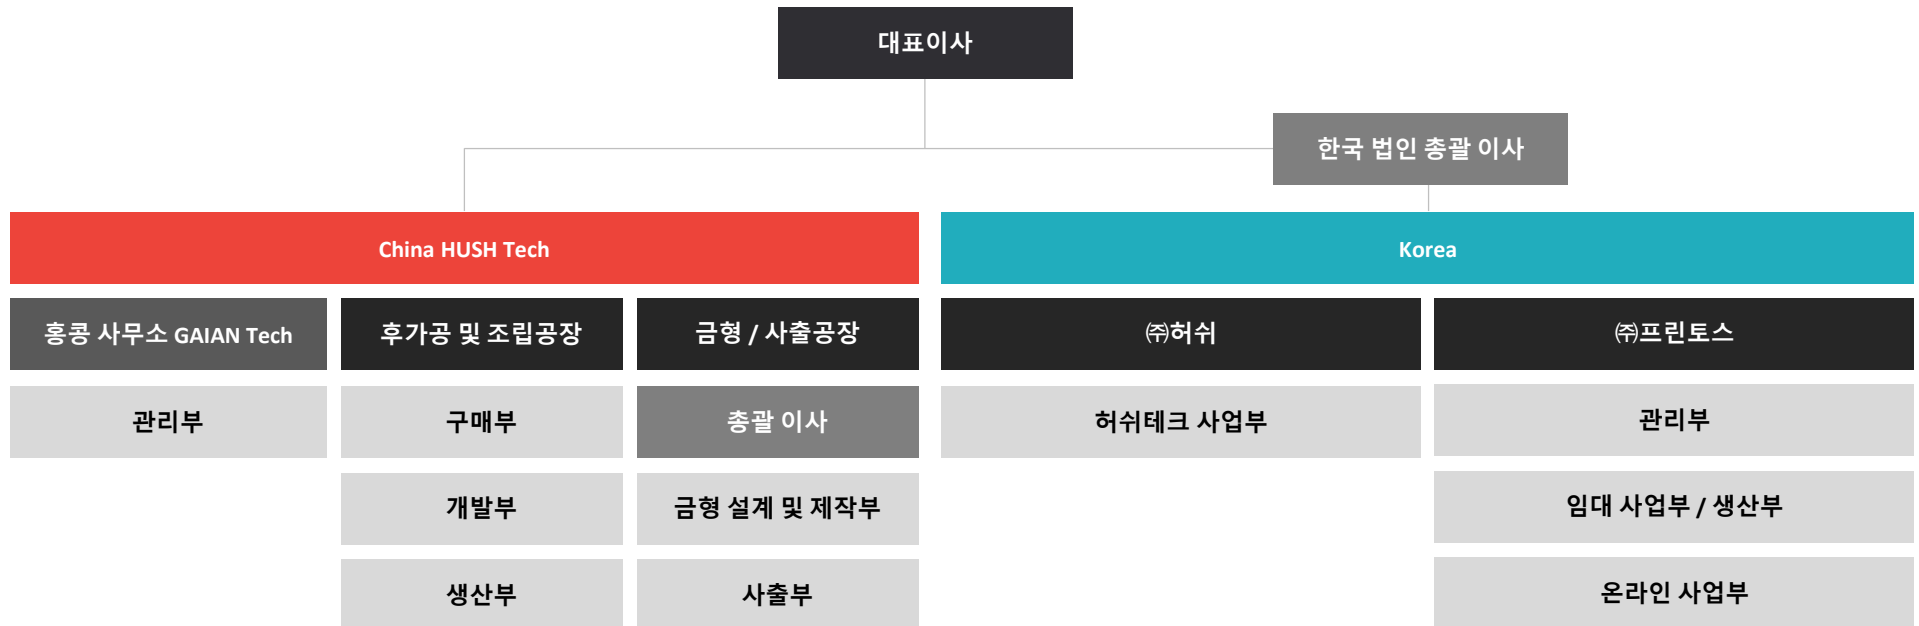 대표이사
한국 법인 총괄 이사
China HUSH Tech
Korea
홍콩 사무소 GAIAN Tech
후가공 및 조립공장
금형 / 사출공장
㈜허쉬
㈜프린토스
관리부
구매부
총괄 이사
허쉬테크 사업부
관리부
개발부
금형 설계 및 제작부
임대 사업부 / 생산부
생산부
사출부
온라인 사업부